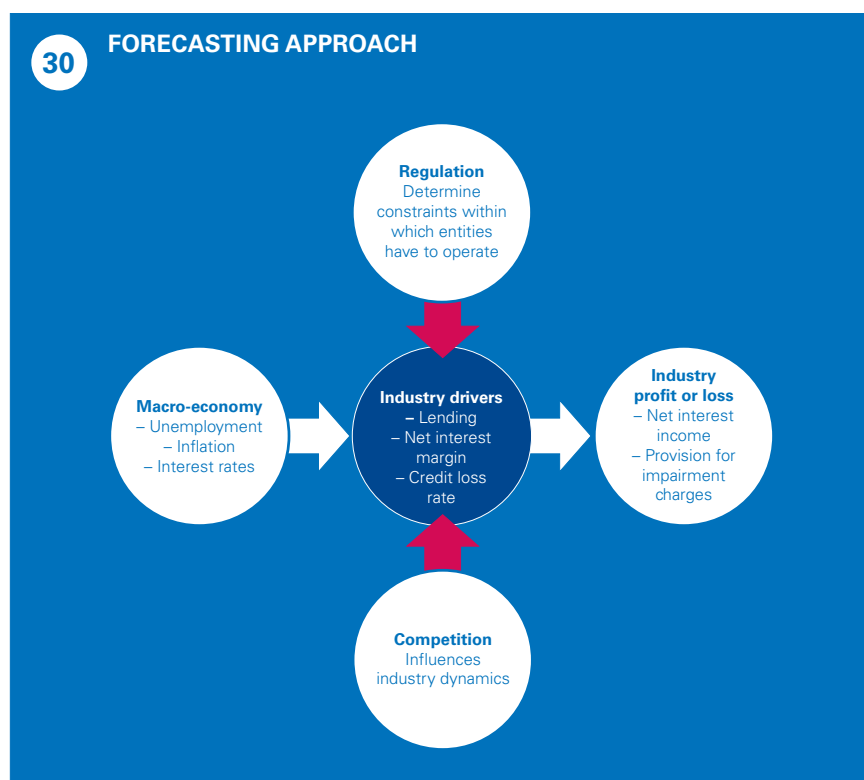 30
FORECASTING APPROACH
Regulation
Determine
constraints within
which entities
have to operate
Macro-economy
– Unemployment
– Inflation
– Interest rates
Industry drivers
– Lending
– Net interest
margin
– Credit loss
rate
Industry
profit or loss
– Net interest
income
– Provision for
impairment
charges
Competition
Influences
industry dynamics